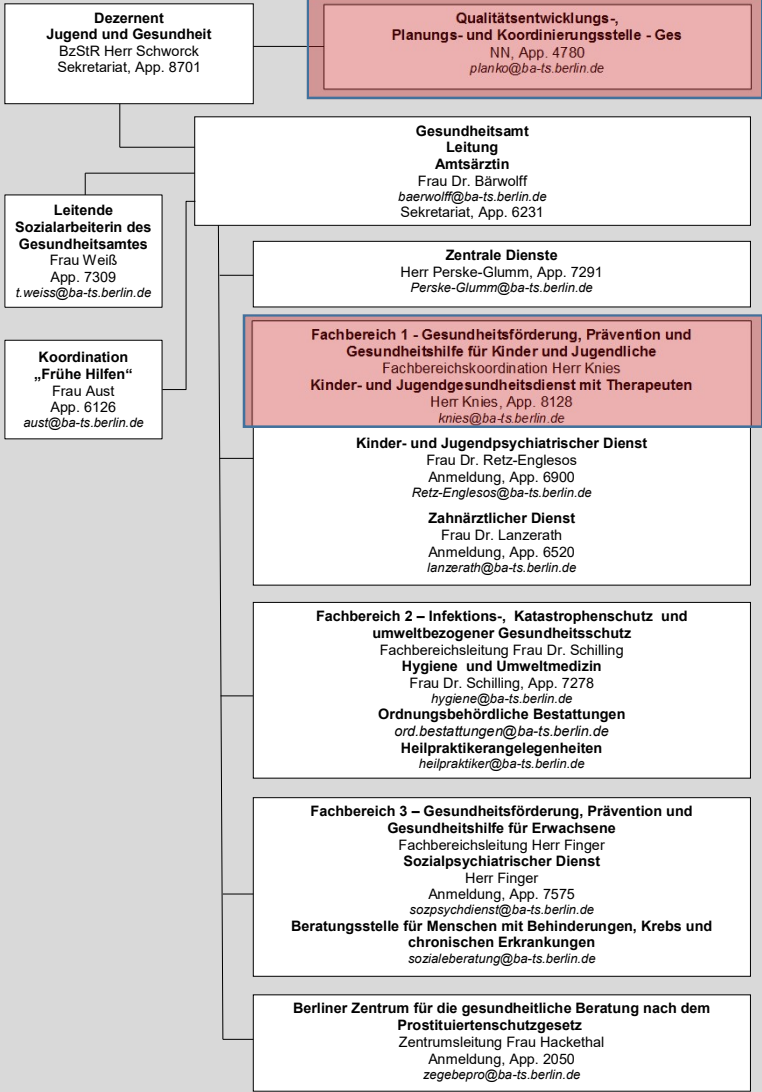 Dezernent
Jugend und Gesundheit
BzStR Herr Schworck
Sekretariat, App. 8701
Qualitätsentwicklungs-,
Planungs- und Koordinierungsstelle - Ges
NN, App. 4780
planko@ba-ts.berlin.de
Gesundheitsamt
Leitung
Amtsärztin
Frau Dr. Bärwolff
baerwolff@ba-ts.berlin.de
Sekretariat, App. 6231
Leitende
Sozialarbeiterin des
Gesundheitsamtes
Frau Weiß
App. 7309
t.weiss@ba-ts.berlin.de
Zentrale Dienste
Herr Perske-Glumm, App. 7291
Perske-Glumm@ba-ts.berlin.de
Koordination
„Frühe Hilfen“
Frau Aust
App. 6126
aust@ba-ts.berlin.de
Fachbereich 1 - Gesundheitsförderung, Prävention und
Gesundheitshilfe für Kinder und Jugendliche
Fachbereichskoordination Herr Knies
Kinder- und Jugendgesundheitsdienst mit Therapeuten
Herr Knies, App. 8128
knies@ba-ts.berlin.de
Kinder- und Jugendpsychiatrischer Dienst
Frau Dr. Retz-Englesos
Anmeldung, App. 6900
Retz-Englesos@ba-ts.berlin.de
Zahnärztlicher Dienst
Frau Dr. Lanzerath
Anmeldung, App. 6520
lanzerath@ba-ts.berlin.de
Fachbereich 2 – Infektions-, Katastrophenschutz und
umweltbezogener Gesundheitsschutz
Fachbereichsleitung Frau Dr. Schilling
Hygiene und Umweltmedizin
Frau Dr. Schilling, App. 7278
hygiene@ba-ts.berlin.de
Ordnungsbehördliche Bestattungen
ord.bestattungen@ba-ts.berlin.de
Heilpraktikerangelegenheiten
heilpraktiker@ba-ts.berlin.de
Fachbereich 3 – Gesundheitsförderung, Prävention und
Gesundheitshilfe für Erwachsene
Fachbereichsleitung Herr Finger
Sozialpsychiatrischer Dienst
Herr Finger
Anmeldung, App. 7575
sozpsychdienst@ba-ts.berlin.de
Beratungsstelle für Menschen mit Behinderungen, Krebs und
chronischen Erkrankungen
sozialeberatung@ba-ts.berlin.de
Berliner Zentrum für die gesundheitliche Beratung nach dem
Prostituiertenschutzgesetz
Zentrumsleitung Frau Hackethal
Anmeldung, App. 2050
zegebepro@ba-ts.berlin.de